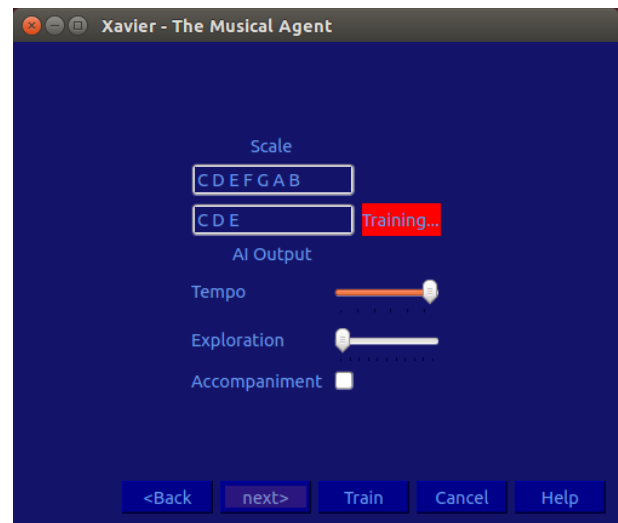 Xavier - The Musical Agent
Scale
C D E F G A B
C D E Training...
AI Output
Tempo
Exploration
Accompaniment
<Back next> Train Cancel Help